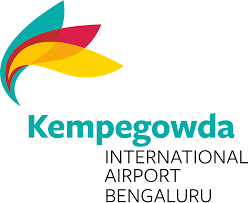 Kempegowda
INTERNATIONAL
AIRPORT
BENGALURU